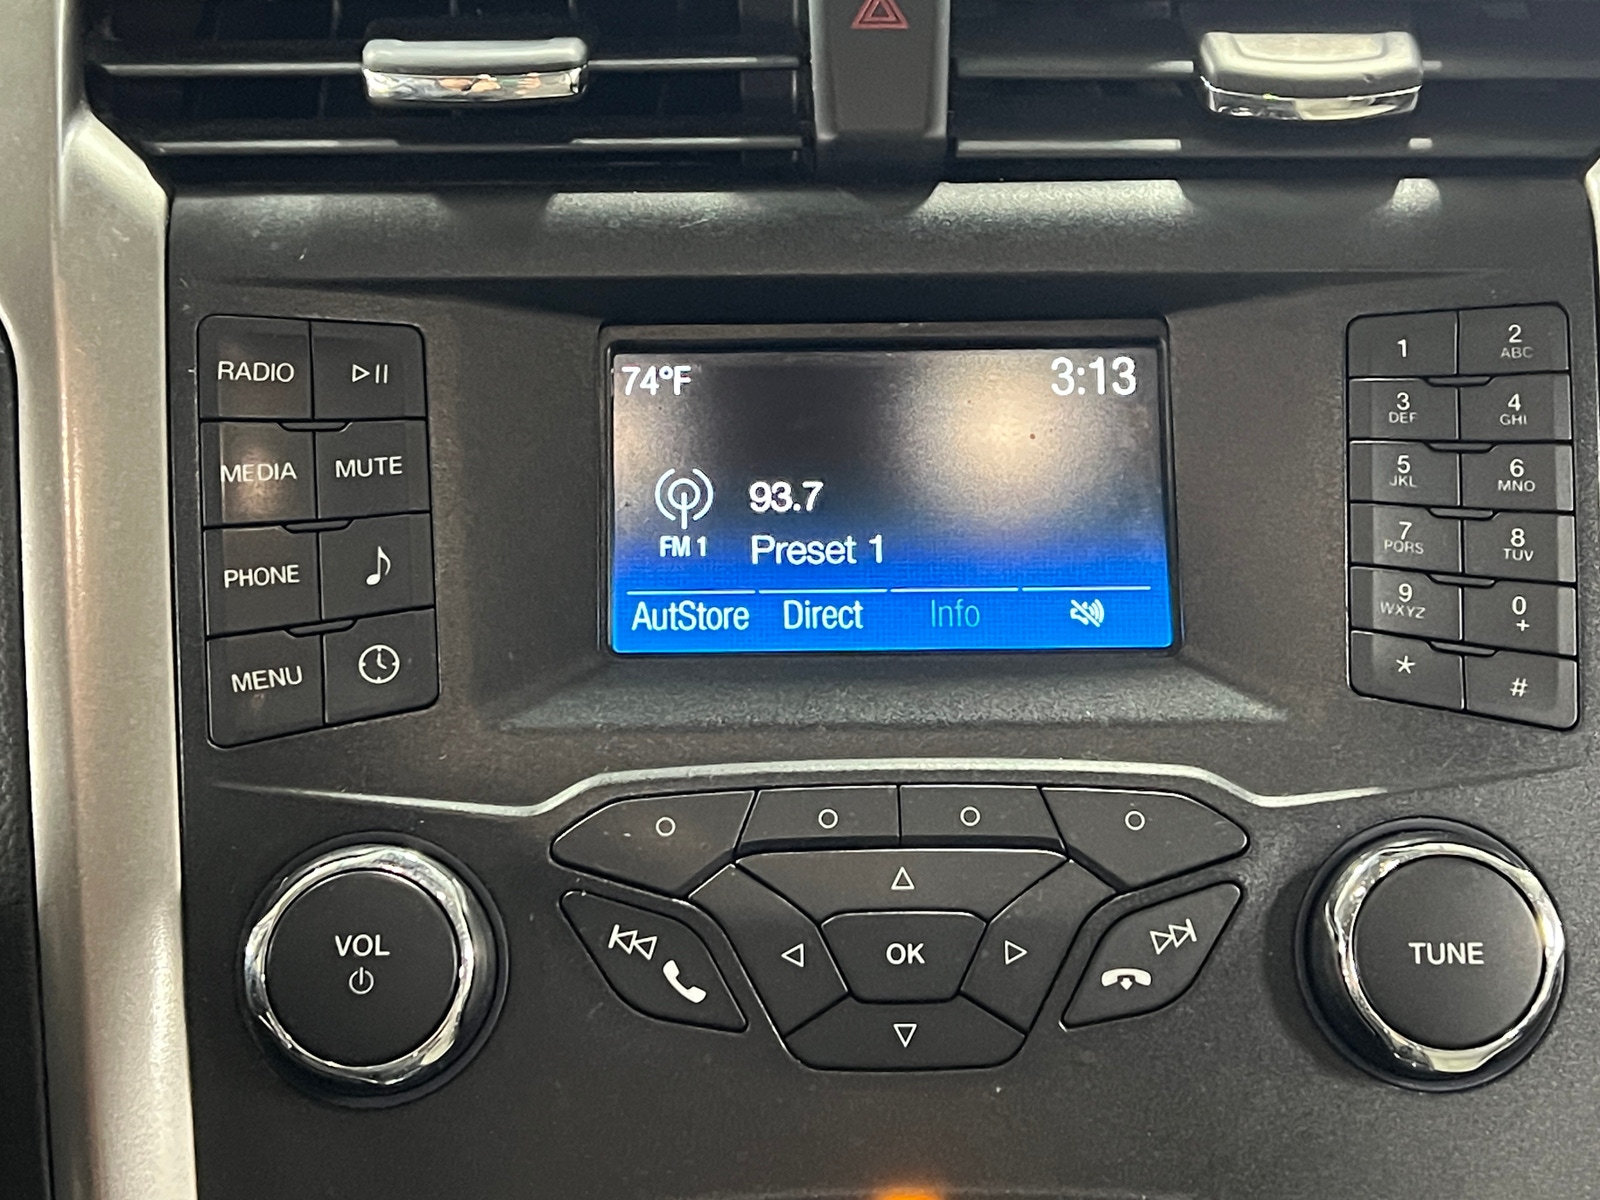 74°F 3:13
93.7
FM 1 Preset 1
AutStore Direct Info
RADIO
MEDIA MUTE
PHONE
MENU
1 2 ABC
3 DEF 4 GHI
5 JKL 6 MNO
7 PQRS 8 TUV
9 WXYZ 0 +
* #
VOL
OK
TUNE